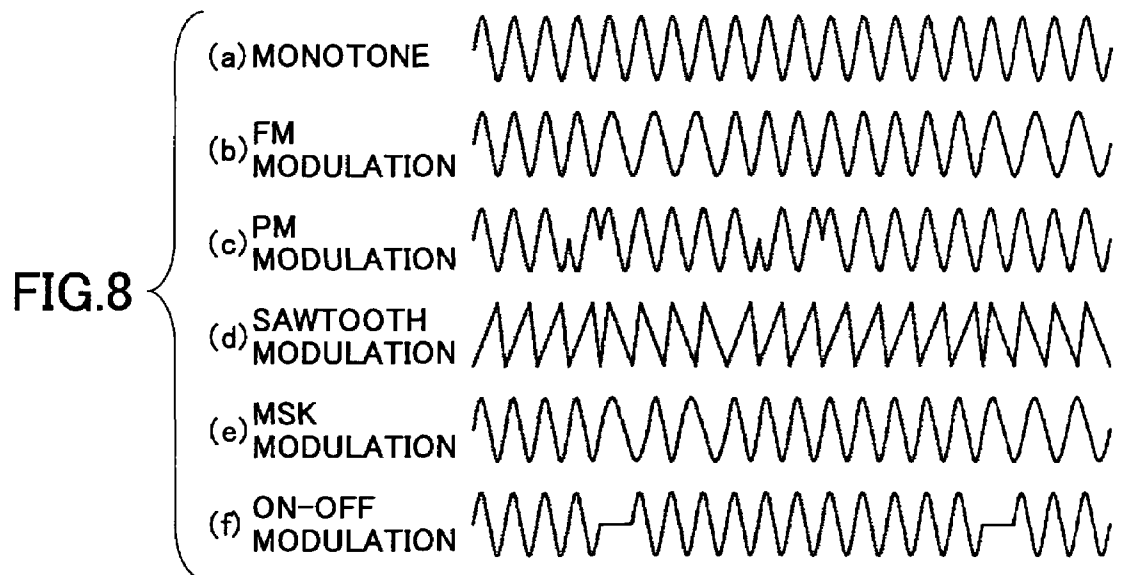 (a) MONOTONE
(b) FM
MODULATION
(c) PM
MODULATION
FIG.8
(d) SAWTOOTH
MODULATION
(e) MSK
MODULATION
(f) ON-OFF
MODULATION